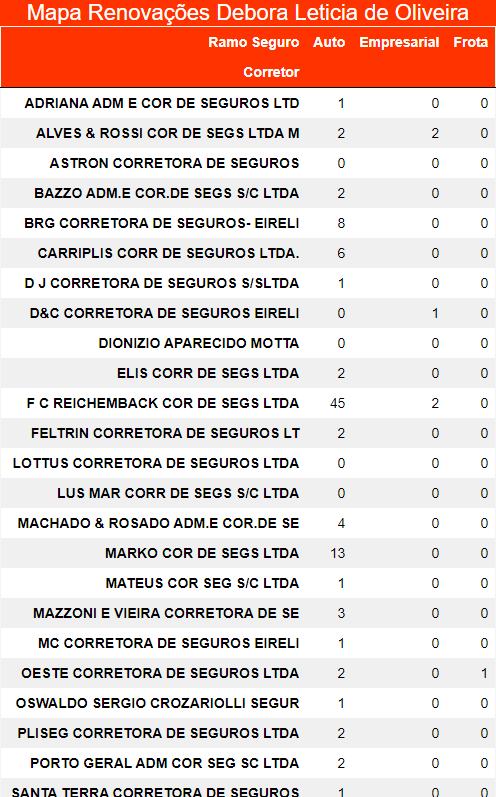 Mapa Renovações Debora Leticia de Oliveira
Ramo Seguro Auto Empresarial Frota
Corretor
ADRIANA ADM E COR DE SEGUROS LTD 1 0 0
ALVES & ROSSI COR DE SEGS LTDA M 2 2 0
ASTRON CORRETORA DE SEGUROS 0 0 0
BAZZO ADM.E COR.DE SEGS S/C LTDA 2 0 0
BRG CORRETORA DE SEGUROS- EIRELI 8 0 0
CARRIPLIS CORR DE SEGUROS LTDA. 6 0 0
D J CORRETORA DE SEGUROS S/SLTDA 1 0 0
D&C CORRETORA DE SEGUROS EIRELI 0 1 0
DIONIZIO APARECIDO MOTTA 0 0 0
ELIS CORR DE SEGS LTDA 2 0 0
F C REICHEMBACK COR DE SEGS LTDA 45 2 0
FELTRIN CORRETORA DE SEGUROS LT 2 0 0
LOTTUS CORRETORA DE SEGUROS LTDA 0 0 0
LUS MAR CORR DE SEGS S/C LTDA 0 0 0
MACHADO & ROSADO ADM.E COR.DE SE 4 0 0
MARKO COR DE SEGS LTDA 13 0 0
MATEUS COR SEG S/C LTDA 1 0 0
MAZZONI E VIEIRA CORRETORA DE SE 3 0 0
MC CORRETORA DE SEGUROS EIRELI 1 0 0
OESTE CORRETORA DE SEGUROS LTDA 2 0 1
OSWALDO SERGIO CROZARIOLLI SEGUR 1 0 0
PLISEG CORRETORA DE SEGUROS LTDA 2 0 0
PORTO GERAL ADM COR SEG SC LTDA 2 0 0
SANTA TERRA CORRETORA DE SEGUROS 1 0 0